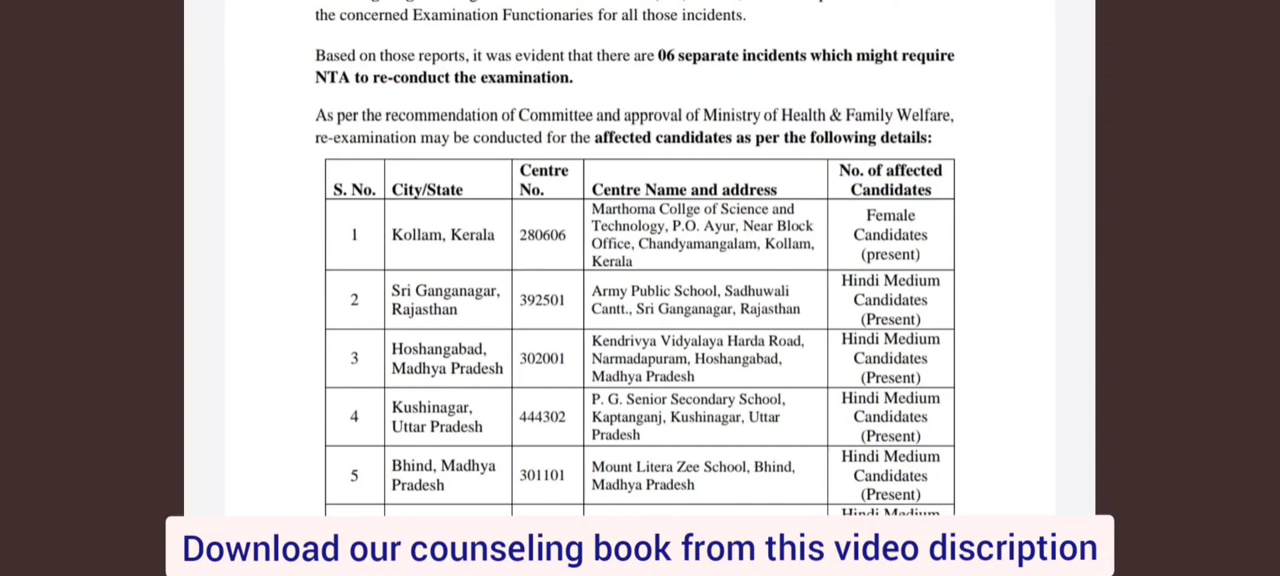 the concerned Examination Functionaries for all those incidents.
Based on those reports, it was evident that there are 06 separate incidents which might require
NTA to re-conduct the examination.
As per the recommendation of Committee and approval of Ministry of Health & Family Welfare,
re-examination may be conducted for the affected candidates as per the following details:
S. No. City/State Centre No. Centre Name and address No. of affected Candidates
1 Kollam, Kerala 280606 Marthoma Collge of Science and
Technology, P.O. Ayur, Near Block
Office, Chandyamangalam, Kollam,
Kerala
Female
Candidates
(present)
2 Sri Ganganagar,
Rajasthan
392501
Army Public School, Sadhuwali
Cantt., Sri Ganganagar, Rajasthan
Hindi Medium
Candidates
(Present)
3 Hoshangabad,
Madhya Pradesh
302001
Kendrivya Vidyalaya Harda Road,
Narmadapuram, Hoshangabad,
Madhya Pradesh
Hindi Medium
Candidates
(Present)
4 Kushinagar,
Uttar Pradesh
444302
P. G. Senior Secondary School,
Kaptanganj, Kushinagar, Uttar
Pradesh
Hindi Medium
Candidates
(Present)
5 Bhind, Madhya
Pradesh
301101
Mount Litera Zee School, Bhind,
Madhya Pradesh
Hindi Medium
Candidates
(Present)
Hindi Medium
Download our counseling book from this video discription